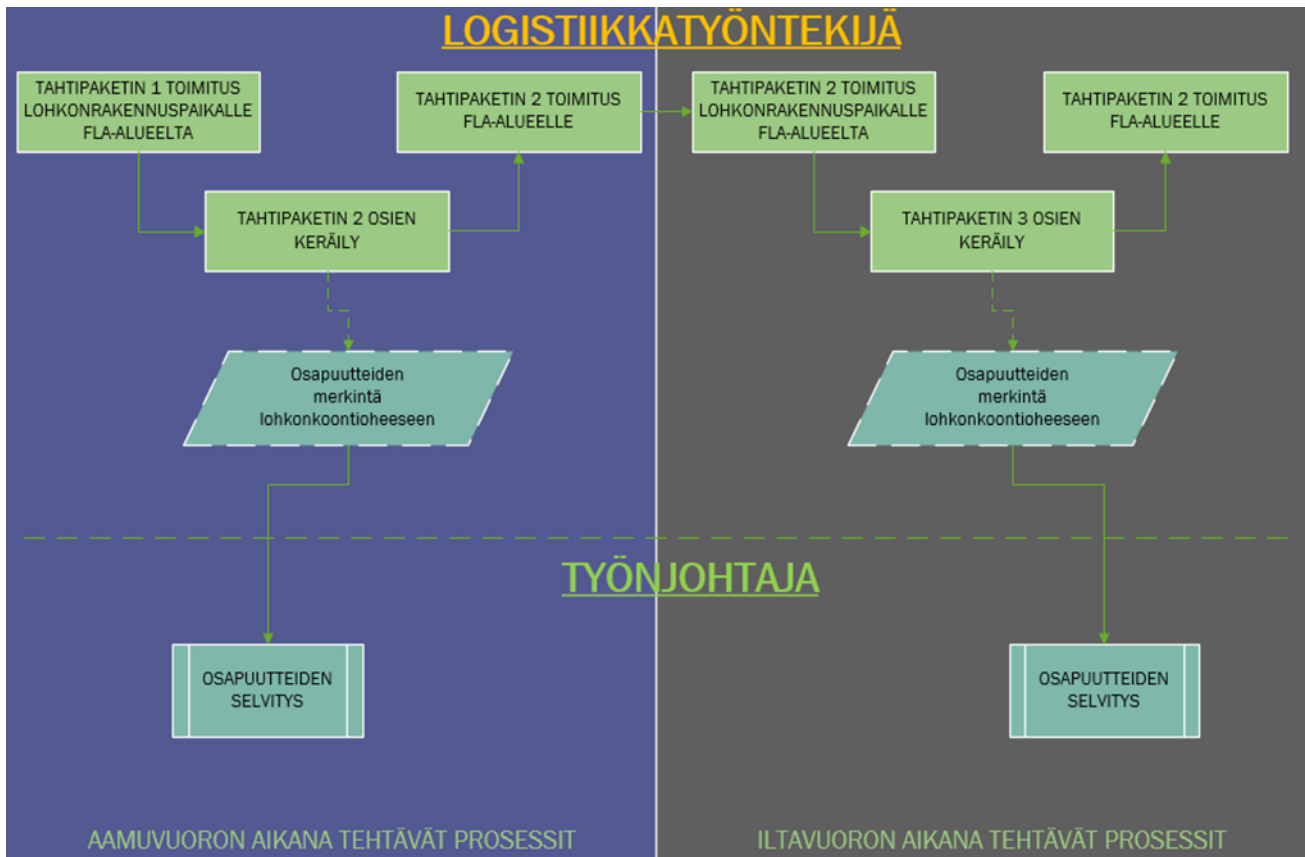 LOGISTIIKKATYÖNTEKIJÄ
TAHTIPAKETIN 1 TOIMITUS
LOHKONRAKENNUSPAIKALLE
FLA-ALUEELTA
TAHTIPAKETIN 2 TOIMITUS
FLA-ALUEELLE
TAHTIPAKETIN 2 OSIEN
KERÄILY
Osapuutteiden
merkintä
lohkonkoontioheeseen
TAHTIPAKETIN 2 TOIMITUS
LOHKONRAKENNUSPAIKALLE
FLA-ALUEELTA
TAHTIPAKETIN 2 TOIMITUS
FLA-ALUEELLE
TAHTIPAKETIN 3 OSIEN
KERÄILY
Osapuutteiden
merkintä
lohkonkoontioheeseen
TYÖNJOHTAJA
OSAPUUTTEIDEN
SELVITYS
OSAPUUTTEIDEN
SELVITYS
AAMUVUORON AIKANA TEHTÄVÄT PROSESSIT
ILTAVUORON AIKANA TEHTÄVÄT PROSESSIT